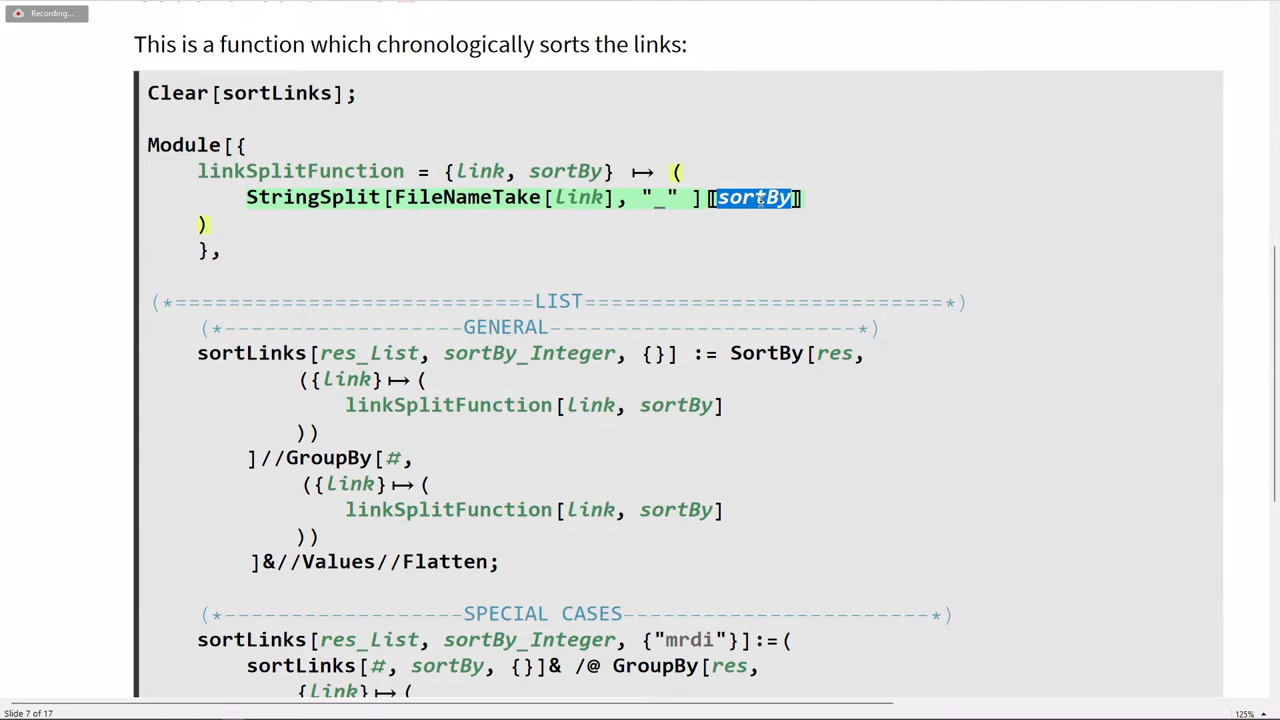 Recording...
This is a function which chronologically sorts the links:
Clear[sortLinks];
Module[{
linkSplitFunction = {link, sortBy} ↦ (
StringSplit[FileNameTake[link], "_" ]⟦sortBy⟧
)
},
(*===========================LIST===========================*)
(*------------------GENERAL-----------------------*)
sortLinks[res_List, sortBy_Integer, {}] := SortBy[res,
({link}↦(
linkSplitFunction[link, sortBy]
))
]//GroupBy[#,
({link}↦(
linkSplitFunction[link, sortBy]
))
]&//Values//Flatten;
(*------------------SPECIAL CASES-----------------------*)
sortLinks[res_List, sortBy_Integer, {"mrdi"}]:=(
sortLinks[#, sortBy, {}]& /@ GroupBy[res,
{link}↦(
Slide 7 of 17
125%